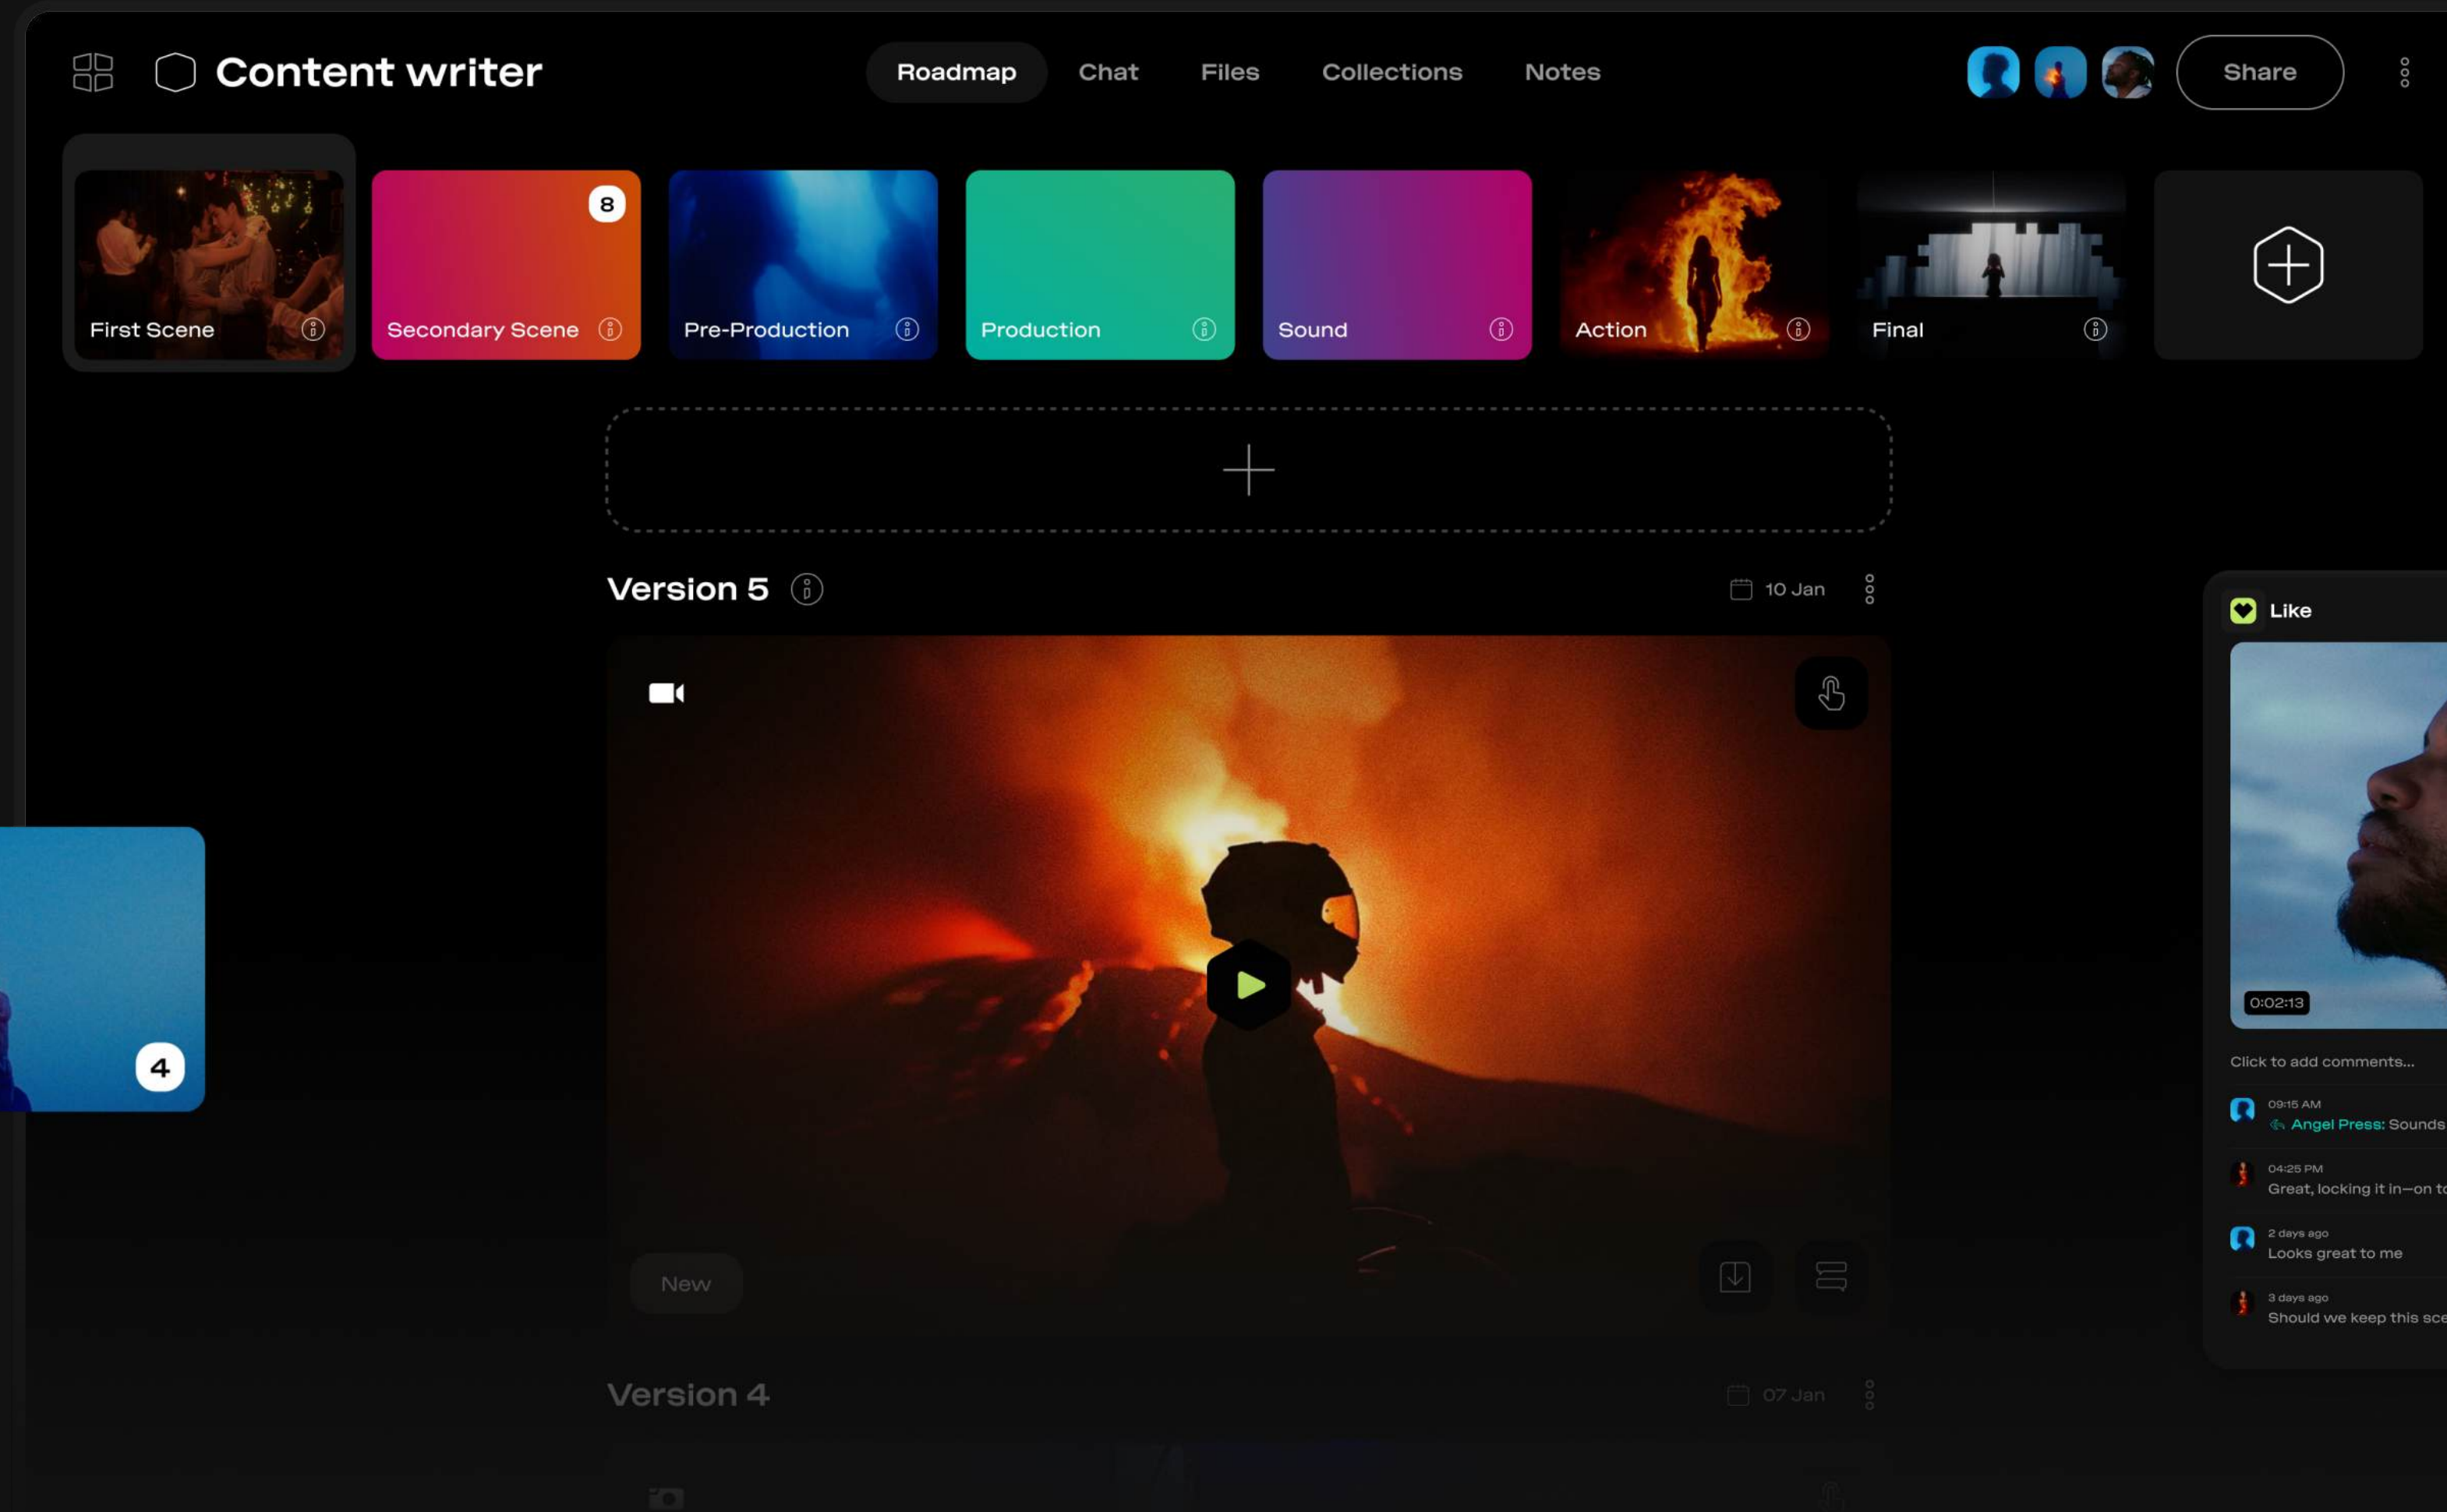 Content writer
Roadmap
Chat
Files
Collections
Notes
Share
First Scene
8
Secondary Scene
Pre-Production
Production
Sound
Action
Final
Version 5
10 Jan
New
Version 4
07 Jan
4
Like
0:02:13
Click to add comments...
09:15 AM
Angel Press: Sounds
04:25 PM
Great, locking it in—on to
2 days ago
Looks great to me
3 days ago
Should we keep this sce